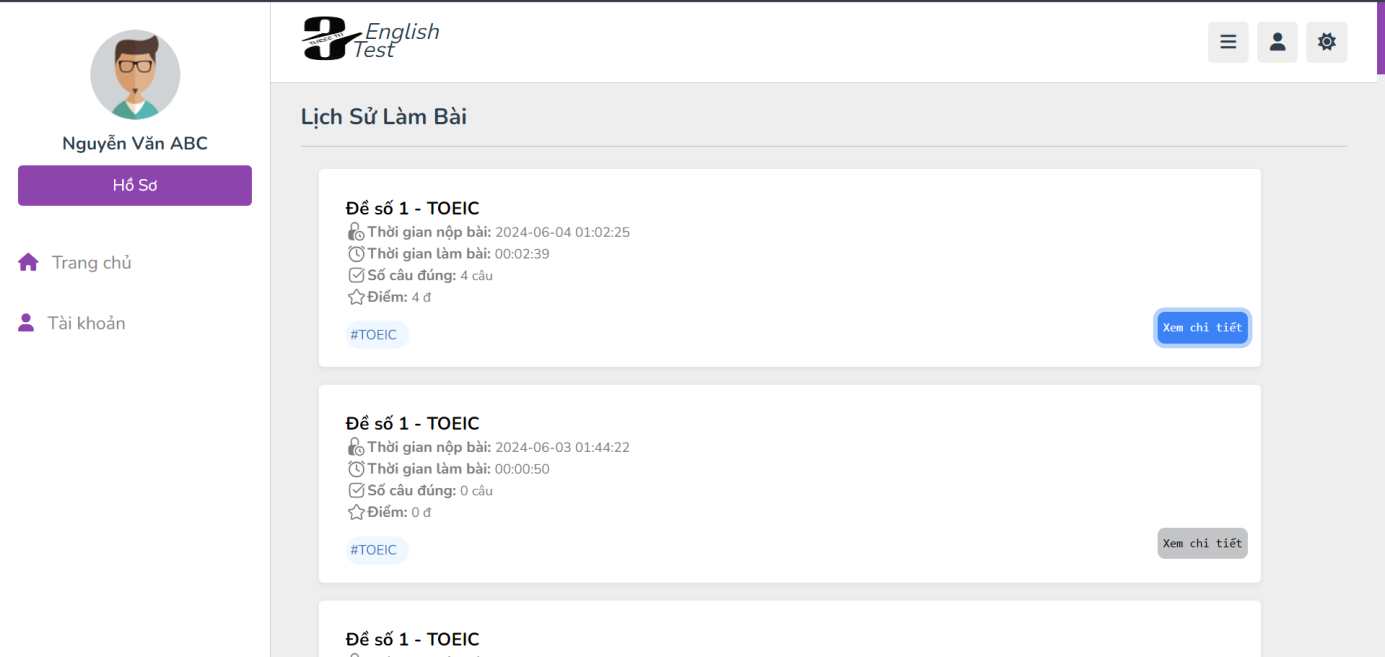 Nguyễn Văn ABC
Hồ Sơ
Trang chủ
Tài khoản
THREE TH
English
Test
Lịch Sử Làm Bài
Đề số 1 - TOEIC
Thời gian nộp bài: 2024-06-04 01:02:25
Thời gian làm bài: 00:02:39
Số câu đúng: 4 câu
Điểm: 4 đ
#TOEIC
Xem chi tiết
Đề số 1 - TOEIC
Thời gian nộp bài: 2024-06-03 01:44:22
Thời gian làm bài: 00:00:50
Số câu đúng: 0 câu
Điểm: 0 đ
#TOEIC
Xem chi tiết
Đề số 1 - TOEIC